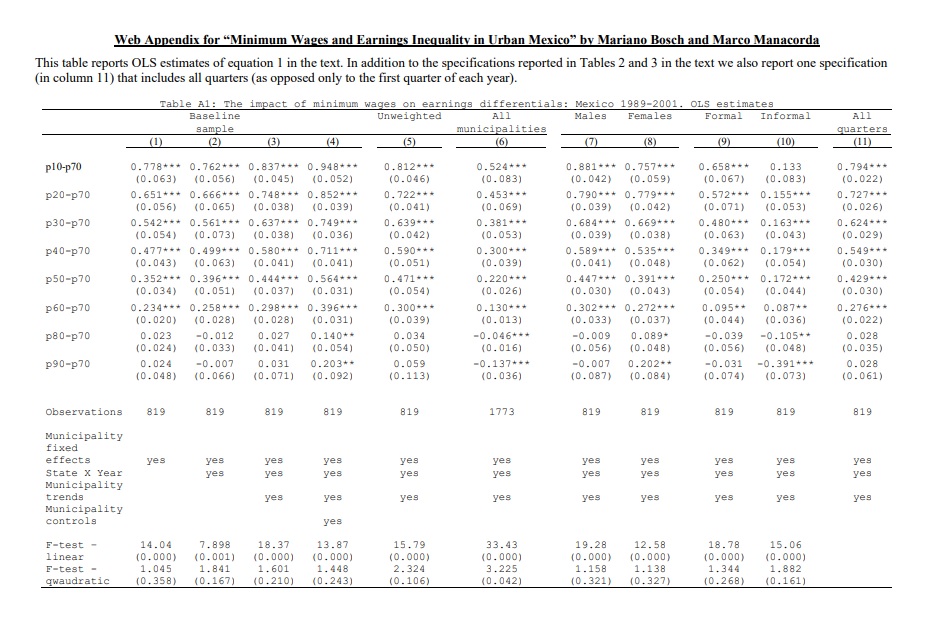 Web Appendix for “Minimum Wages and Earnings Inequality in Urban Mexico” by Mariano Bosch and Marco Manacorda
This table reports OLS estimates of equation 1 in the text. In addition to the specifications reported in Tables 2 and 3 in the text we also report one specification
(in column 11) that includes all quarters (as opposed only to the first quarter of each year).
Table A1: The impact of minimum wages on earnings differentials: Mexico 1989-2001. OLS estimates
Baseline Unweighted All Males Females Formal Informal All
sample municipalities quarters
(1) (2) (3) (4) (5) (6) (7) (8) (9) (10) (11)
p10-p70 0.778*** 0.762*** 0.837*** 0.948*** 0.812*** 0.524*** 0.881*** 0.757*** 0.658*** 0.133 0.794***
(0.063) (0.056) (0.045) (0.052) (0.046) (0.083) (0.042) (0.059) (0.067) (0.083) (0.022)
p20-p70 0.651*** 0.666*** 0.748*** 0.852*** 0.722*** 0.453*** 0.790*** 0.779*** 0.572*** 0.155*** 0.727***
(0.056) (0.065) (0.038) (0.039) (0.041) (0.069) (0.039) (0.042) (0.071) (0.053) (0.026)
p30-p70 0.542*** 0.561*** 0.637*** 0.749*** 0.639*** 0.381*** 0.684*** 0.669*** 0.480*** 0.163*** 0.624***
(0.054) (0.073) (0.038) (0.036) (0.042) (0.053) (0.039) (0.038) (0.063) (0.043) (0.029)
p40-p70 0.477*** 0.499*** 0.580*** 0.711*** 0.590*** 0.300*** 0.589*** 0.535*** 0.349*** 0.179*** 0.549***
(0.043) (0.063) (0.041) (0.041) (0.051) (0.039) (0.041) (0.048) (0.062) (0.054) (0.030)
p50-p70 0.352*** 0.396*** 0.444*** 0.564*** 0.471*** 0.220*** 0.447*** 0.391*** 0.250*** 0.172*** 0.429***
(0.034) (0.051) (0.037) (0.031) (0.054) (0.026) (0.030) (0.043) (0.054) (0.044) (0.030)
p60-p70 0.234*** 0.258*** 0.298*** 0.396*** 0.300*** 0.130*** 0.302*** 0.272*** 0.095** 0.087** 0.276***
(0.020) (0.028) (0.028) (0.031) (0.039) (0.013) (0.033) (0.037) (0.044) (0.036) (0.022)
p80-p70 0.023 -0.012 0.027 0.140** 0.034 -0.046*** -0.009 0.089* -0.039 -0.105** 0.028
(0.024) (0.033) (0.041) (0.054) (0.050) (0.016) (0.056) (0.048) (0.056) (0.048) (0.035)
p90-p70 0.024 -0.007 0.031 0.203** 0.059 -0.137*** -0.007 0.202** -0.031 -0.391*** 0.028
(0.048) (0.066) (0.071) (0.092) (0.113) (0.036) (0.087) (0.084) (0.074) (0.073) (0.061)
Observations 819 819 819 819 819 1773 819 819 819 819 819
Municipality
fixed
effects yes yes yes yes yes yes yes yes yes yes yes
State X Year yes yes yes yes yes yes yes yes yes yes
Municipality
trends yes yes yes yes yes yes yes yes yes
Municipality
controls yes
F-test - 14.04 7.898 18.37 13.87 15.79 33.43 19.28 12.58 18.78 15.06
linear (0.000) (0.001) (0.000) (0.000) (0.000) (0.000) (0.000) (0.000) (0.000) (0.000)
F-test - 1.045 1.841 1.601 1.448 2.324 3.225 1.158 1.138 1.344 1.882
qwaudratic (0.358) (0.167) (0.210) (0.243) (0.106) (0.042) (0.321) (0.327) (0.268) (0.161)